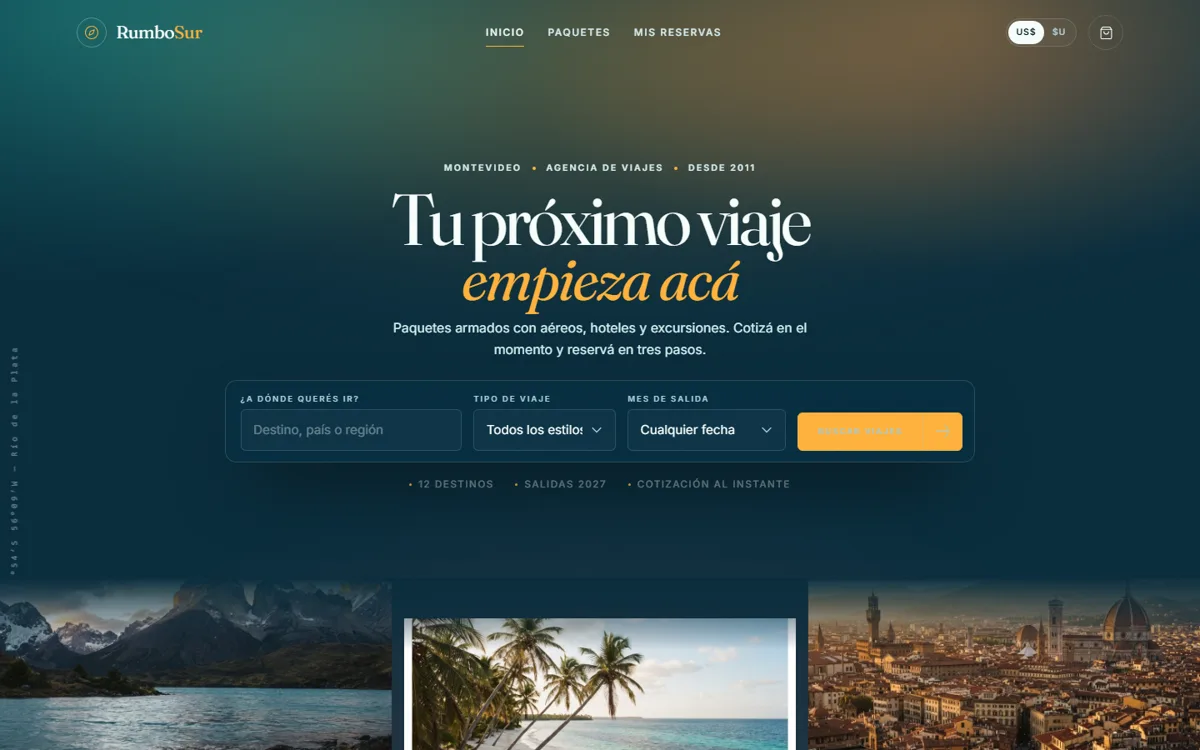 RumboSur
INICIO
PAQUETES
MIS RESERVAS
US$
$U
MONTEVIDEO • AGENCIA DE VIAJES • DESDE 2011
Tu próximo viaje
empieza acá
Paquetes armados con aéreos, hoteles y excursiones. Cotizá en el
momento y reservá en tres pasos.
¿A DÓNDE QUERÉS IR?
TIPO DE VIAJE
MES DE SALIDA
Destino, país o región
Todos los estilos
Cualquier fecha
• 12 DESTINOS
• SALIDAS 2027
• COTIZACIÓN AL INSTANTE
°54′S 56°09′W — Río de la Plata